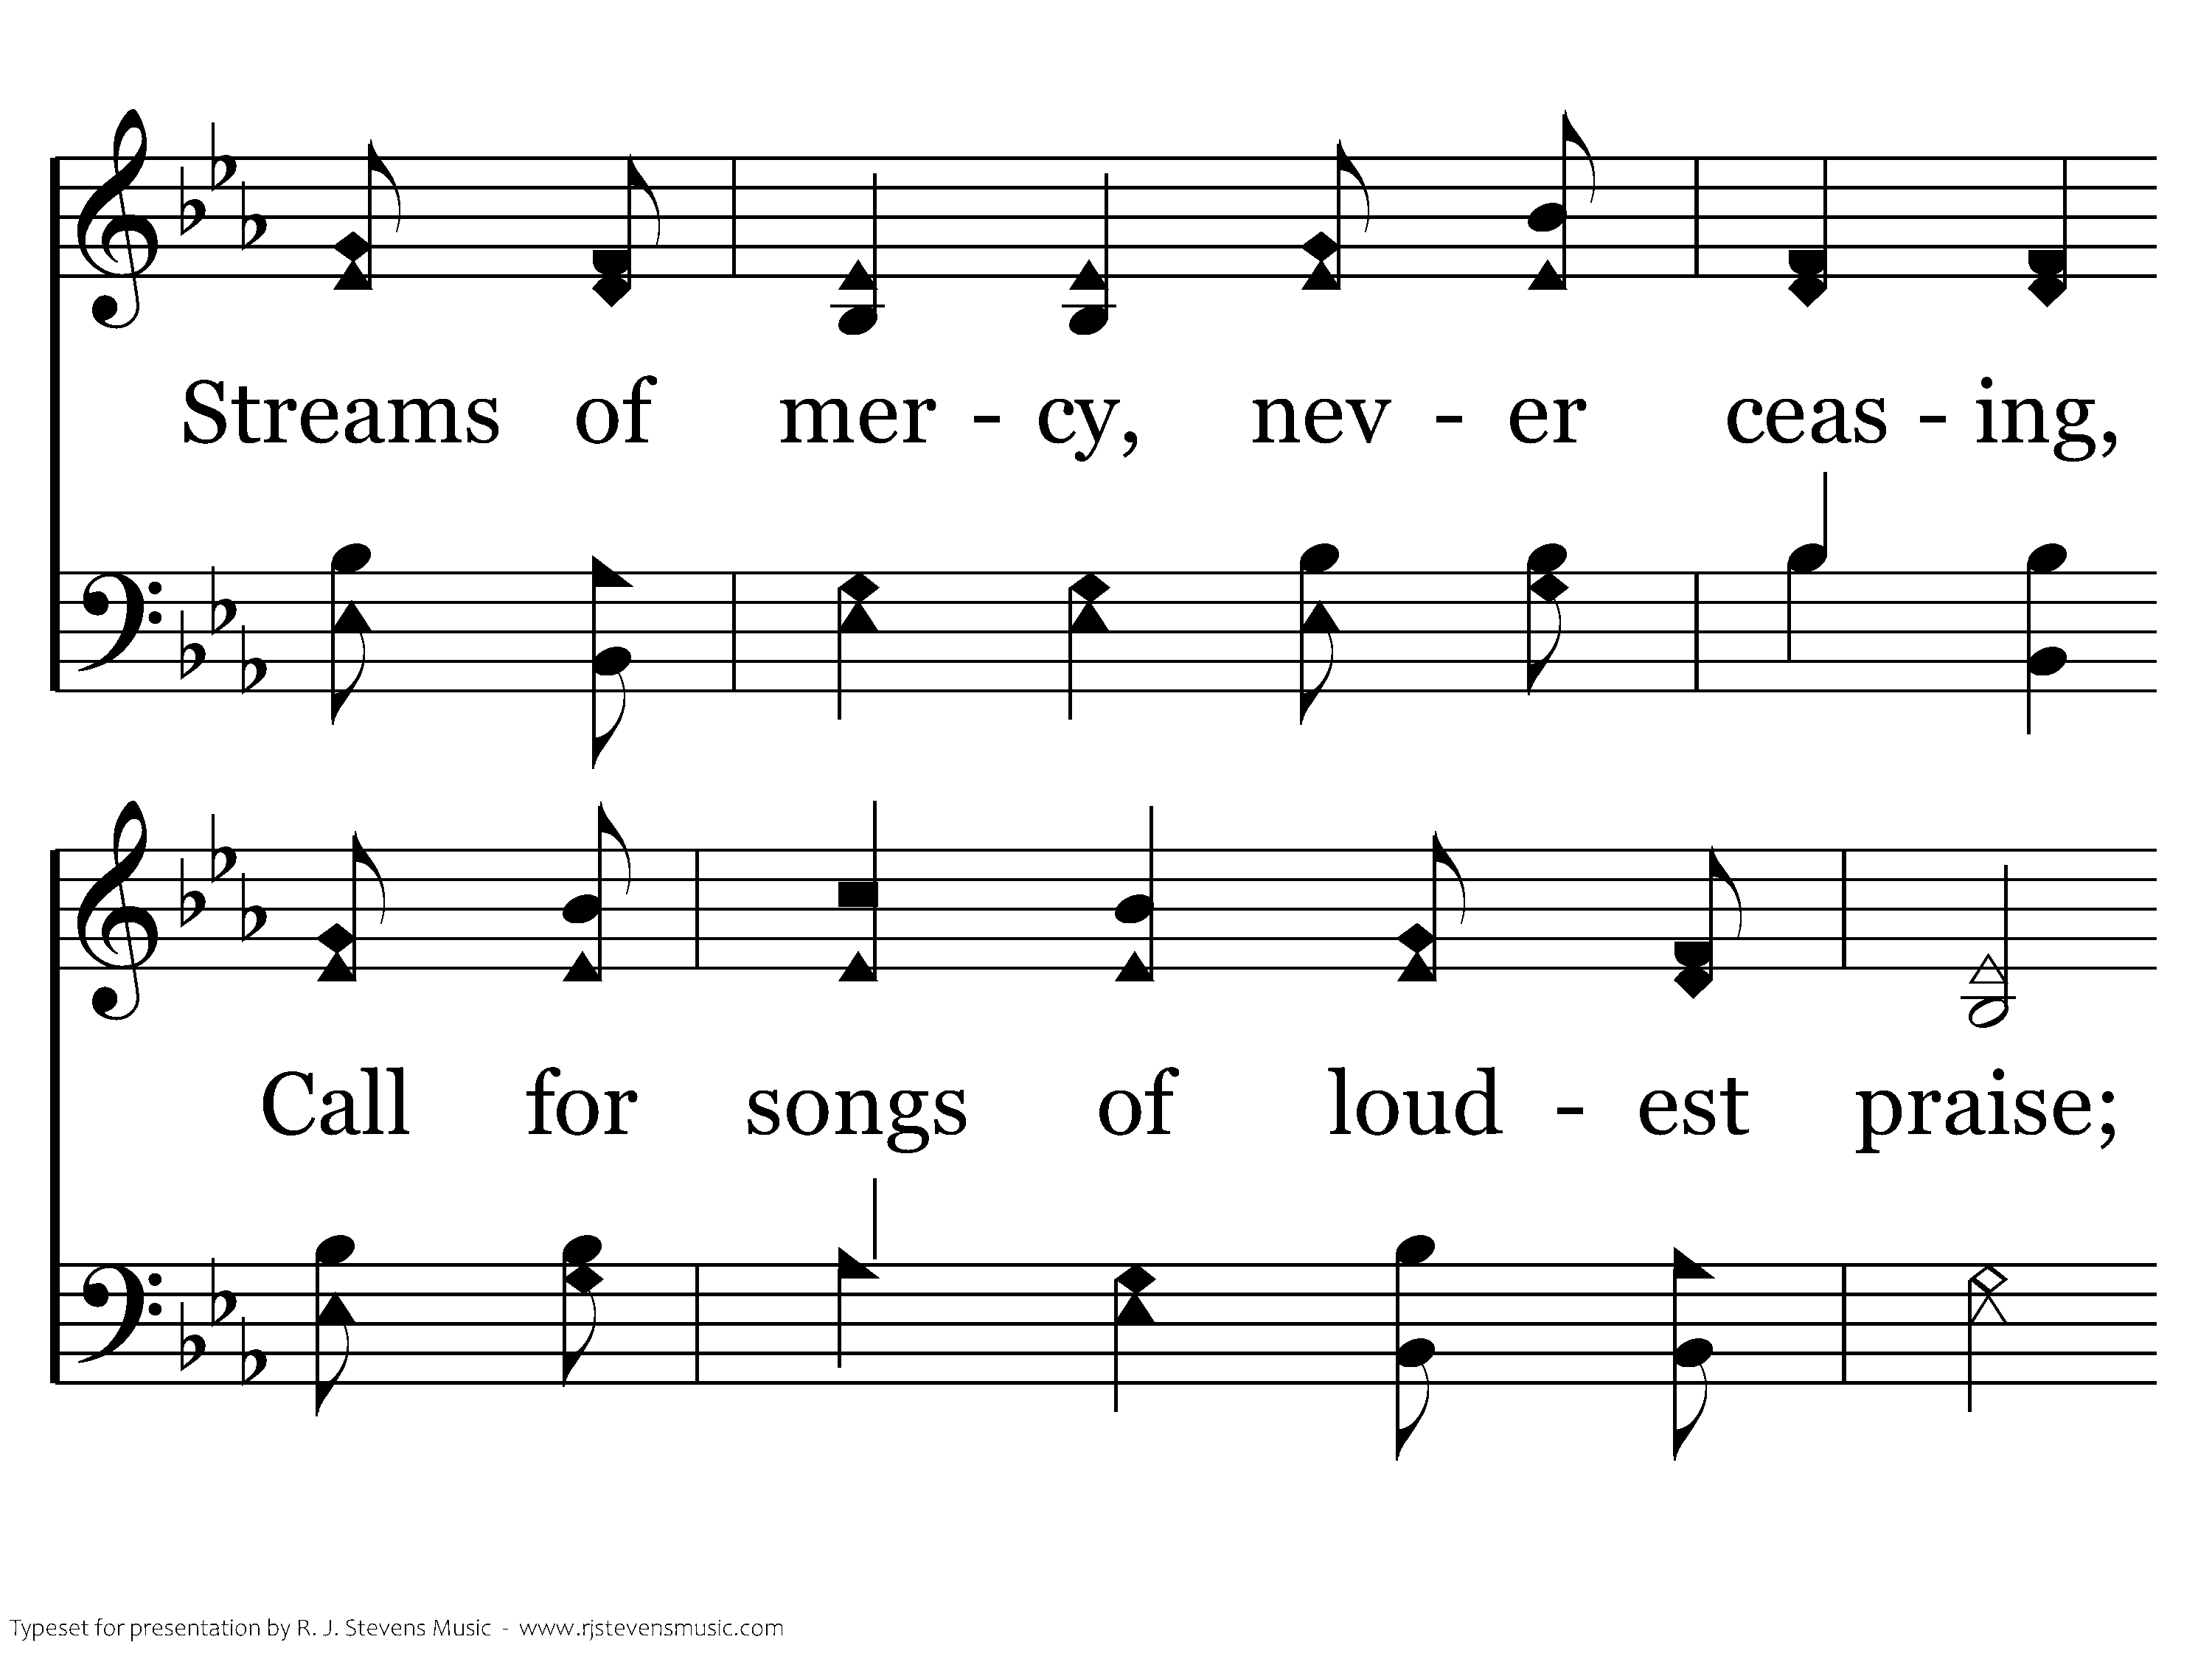 Streams of mer - cy, nev - er ceas - ing,
Call for songs of loud - est praise;
Typeset for presentation by R. J. Stevens Music - www.rjstevensmusic.com